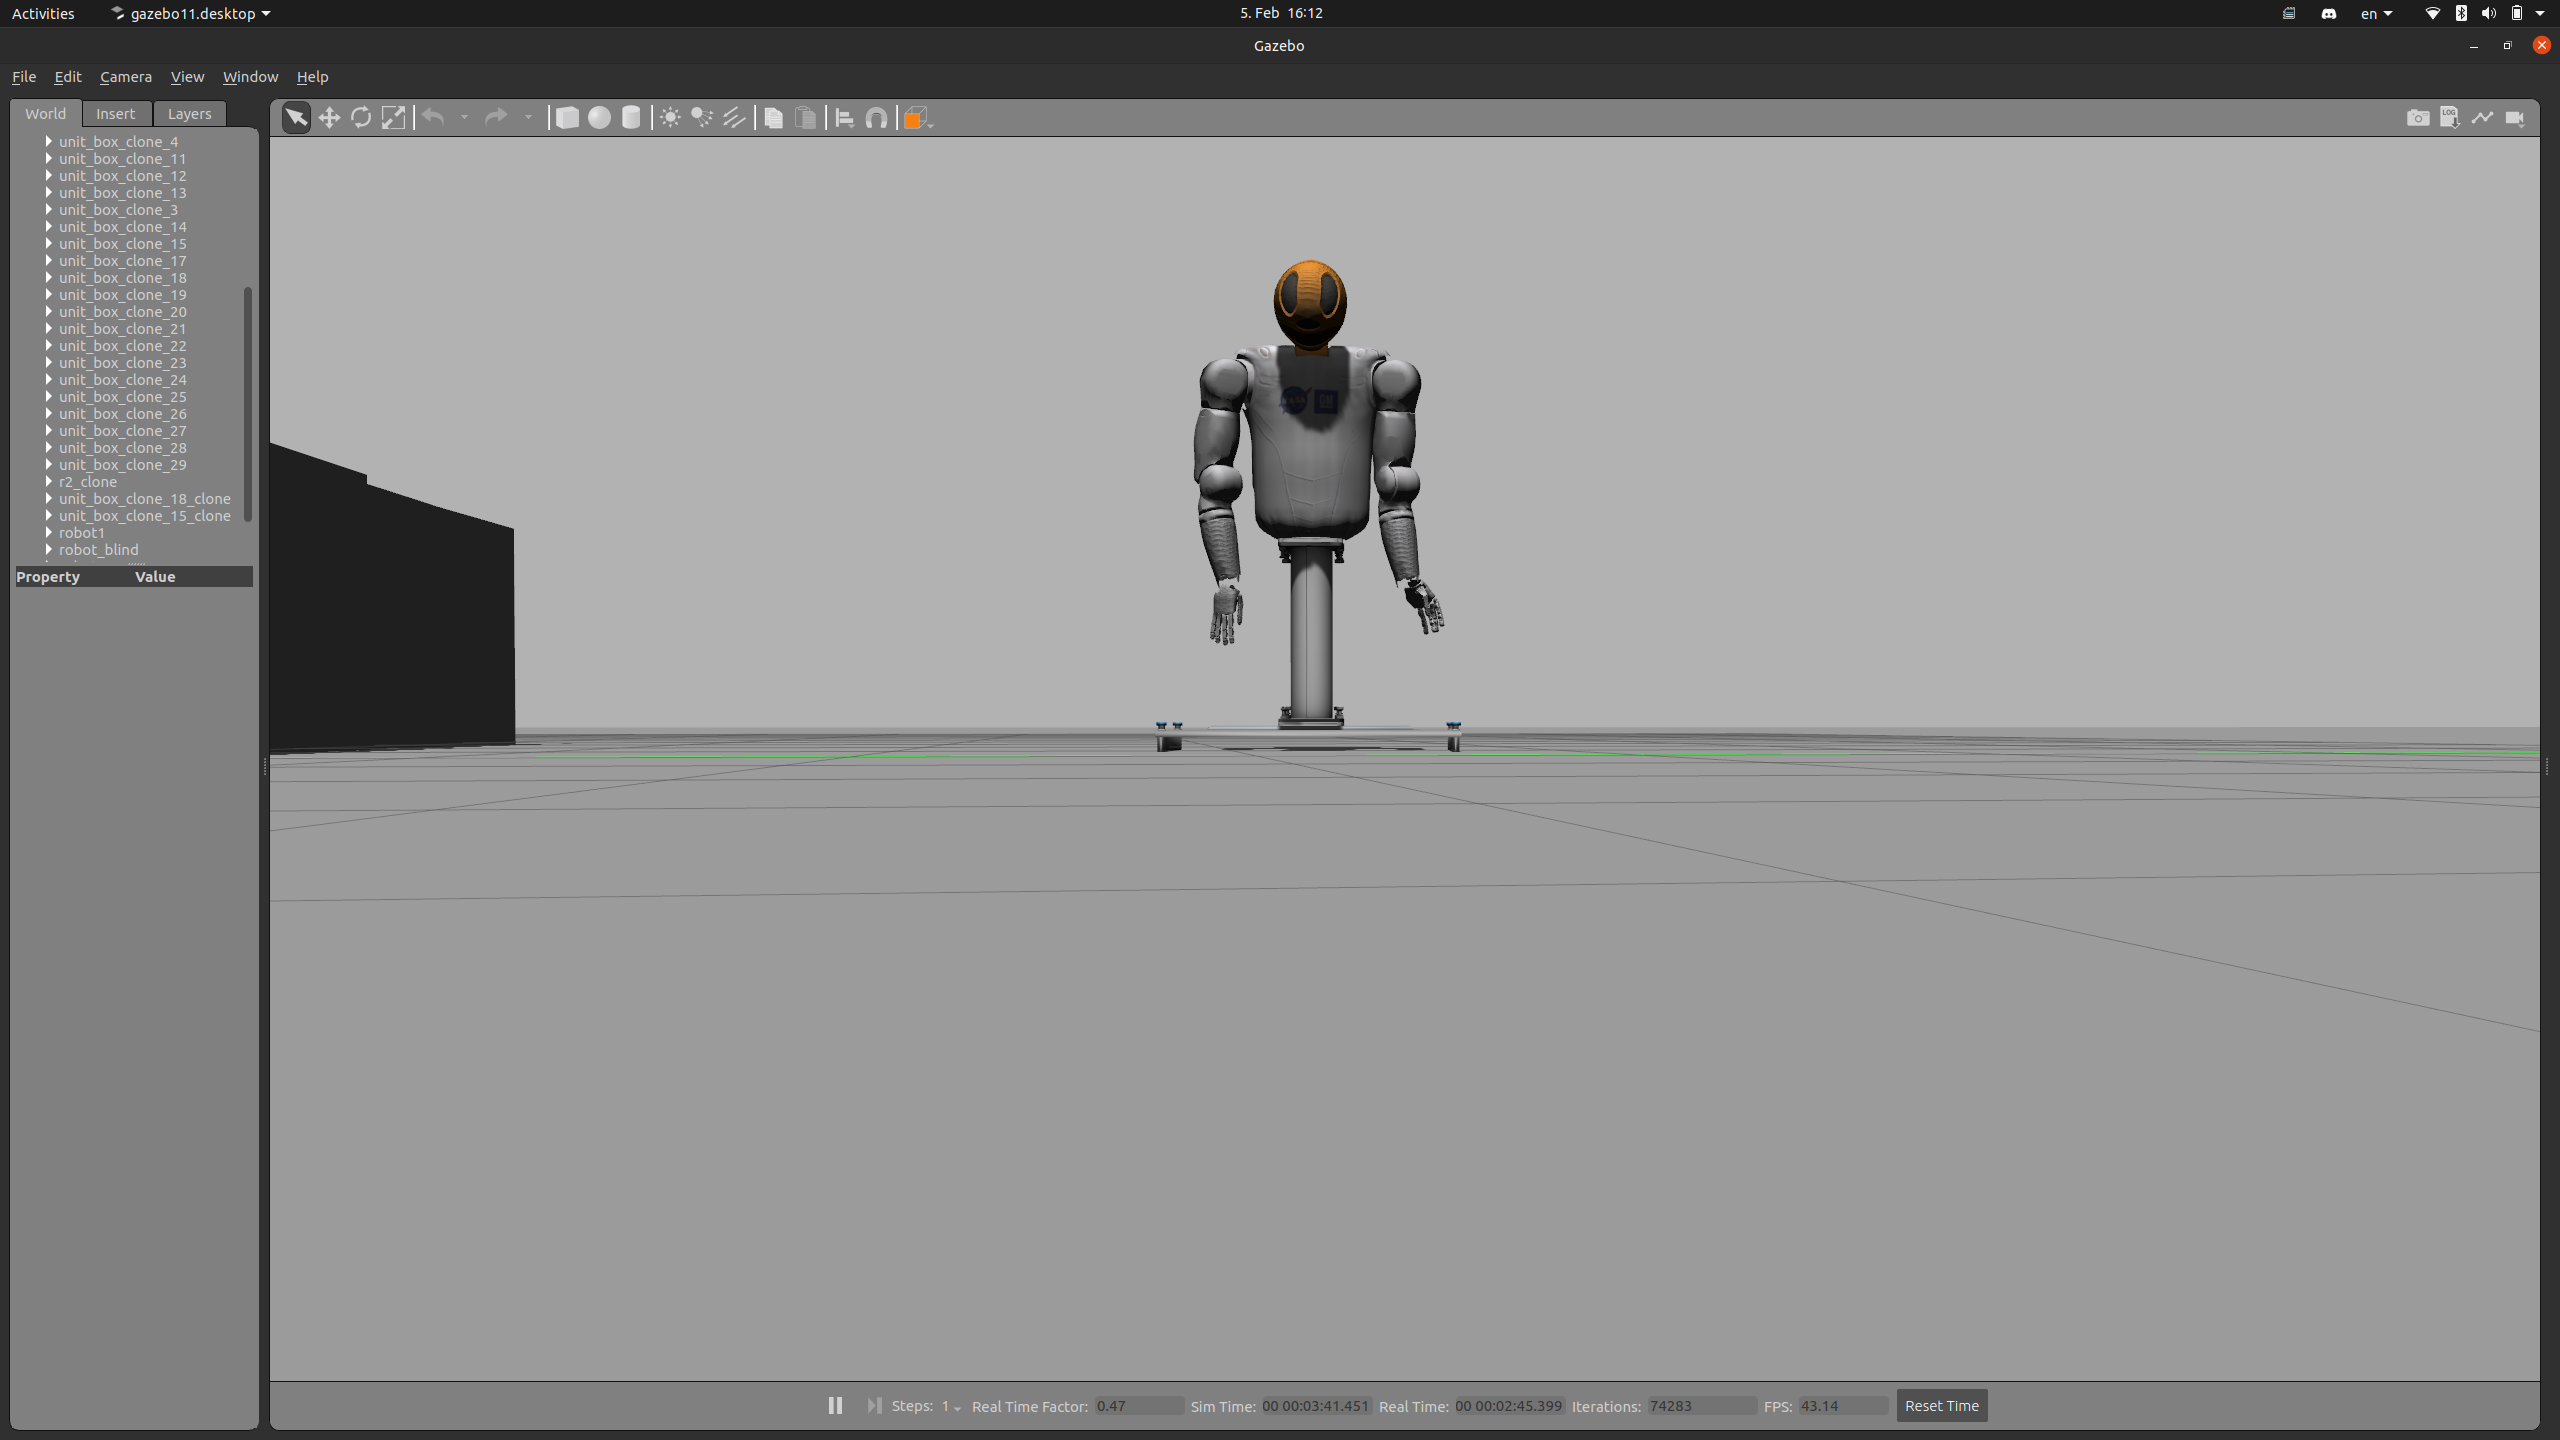 Activities gazebo11.desktop 5. Feb 16:12 en
Gazebo
File Edit Camera View Window Help
World Insert Layers
LOG
unit_box_clone_4
unit_box_clone_11
unit_box_clone_12
unit_box_clone_13
unit_box_clone_3
unit_box_clone_14
unit_box_clone_15
unit_box_clone_17
unit_box_clone_18
unit_box_clone_19
unit_box_clone_20
unit_box_clone_21
unit_box_clone_22
unit_box_clone_23
unit_box_clone_24
unit_box_clone_25
unit_box_clone_26
unit_box_clone_27
unit_box_clone_28
unit_box_clone_29
r2_clone
unit_box_clone_18_clone
unit_box_clone_15_clone
robot1
robot_blind
Property Value
NASA GM
Steps: 1 Real Time Factor: 0.47 Sim Time: 00 00:03:41.451 Real Time: 00 00:02:45.399 Iterations: 74283 FPS: 43.14 Reset Time